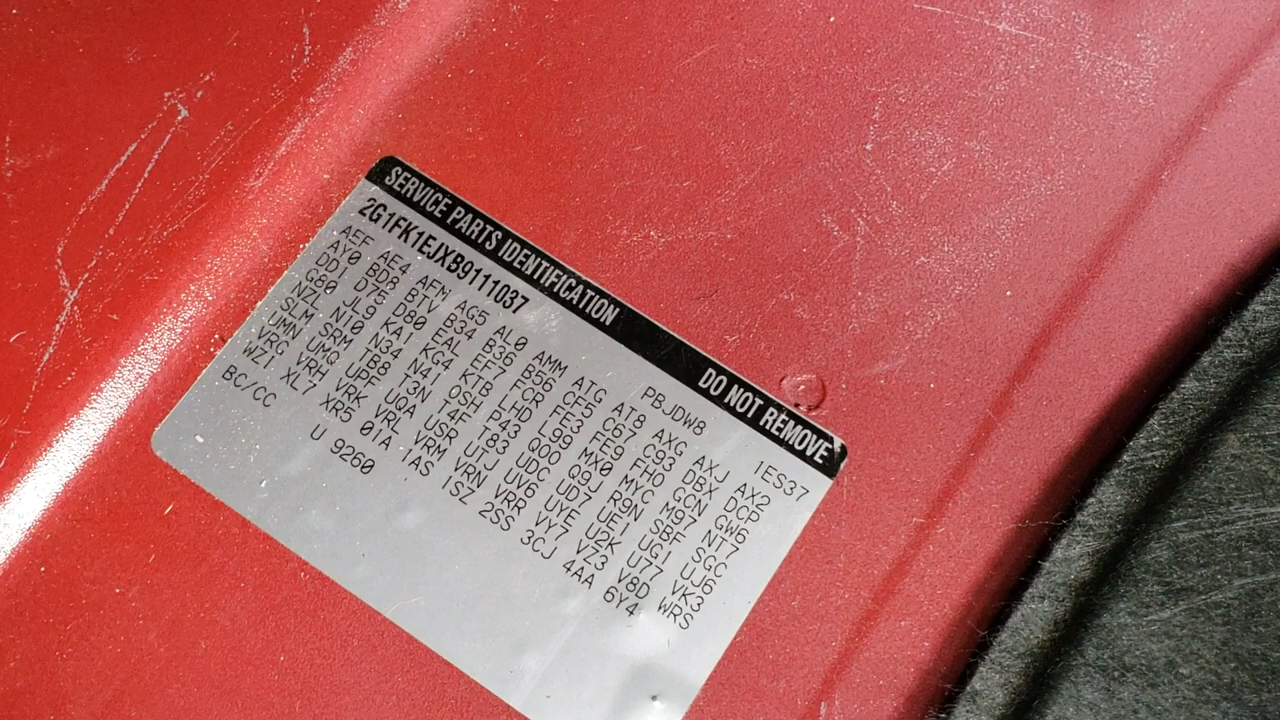 SERVICE PARTS IDENTIFICATION DO NOT REMOVE
2G1FK1EJXB9111037 PBJDW8 1ES37
AEF AE4 AFM AG5 AL0 AMM ATG AT8 AXG AXJ AX2
AY0 BD8 BTV B34 B36 B56 CF5 C67 C93 DBX DCP
DD1 D75 D80 EAL EF7 FCR FE3 FE9 FH0 GCN GW6
G80 JL9 KA1 KG4 KTB LHD L99 MX0 MYC M97 NT7
NZL N10 N34 N41 OSH P43 Q00 Q9J R9N SBF SGC
SLM SRM TB8 T3N T4F T83 UDC UD7 UE1 UG1 UJ6
UMN UMQ UPF UQA USR UTJ UV6 UYE U2K U77 VK3
VRG VRH VRK VRL VRM VRN VRR VY7 VZ3 V8D WRS
WZ1 XL7 XR5 01A 1AS 1SZ 2SS 3CJ 4AA 6Y4
BC/CC U 9260